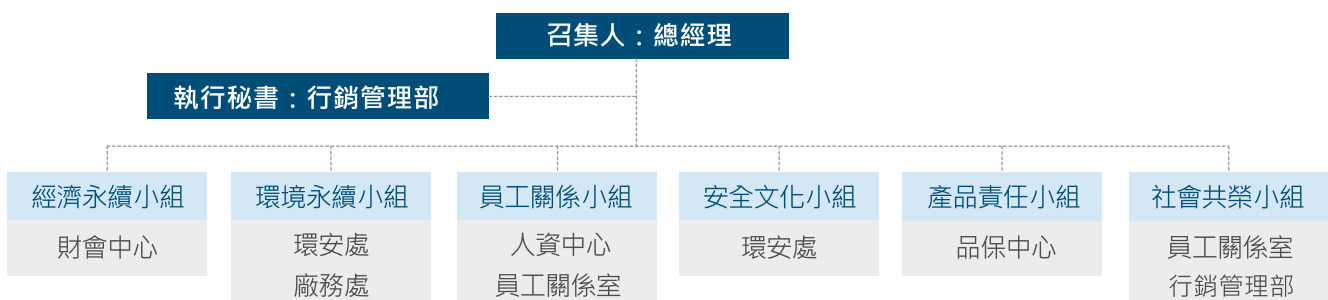 召集人：總經理
執行秘書：行銷管理部
經濟永續小組
財會中心
環境永續小組
環安處
廠務處
員工關係小組
人資中心
員工關係室
安全文化小組
環安處
產品責任小組
品保中心
社會共榮小組
員工關係室
行銷管理部